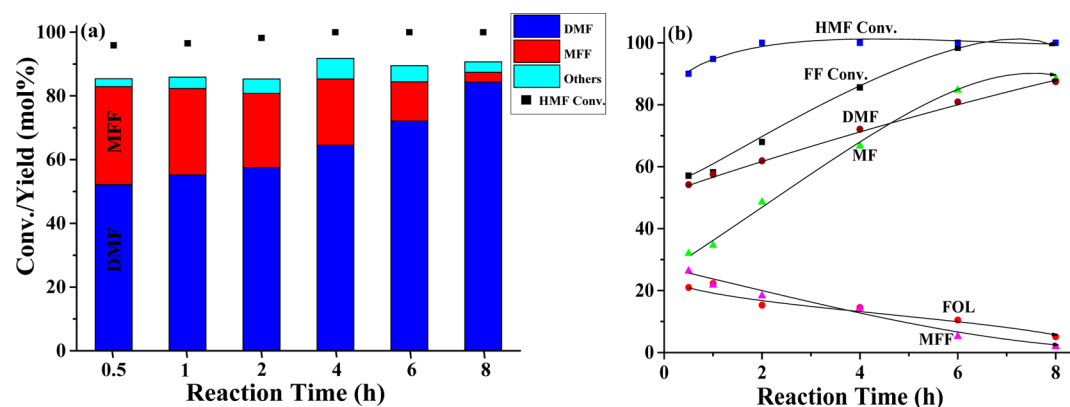 (a)
Conv./Yield (mol%)
100
80
60
40
20
0
MFF
DMF
DMF
MFF
Others
HMF Conv.
0.5 1 2 4 6 8
Reaction Time (h)
(b)
100
80
60
40
20
0
HMF Conv.
FF Conv.
DMF
MF
FOL
MFF
0 2 4 6 8
Reaction Time (h)